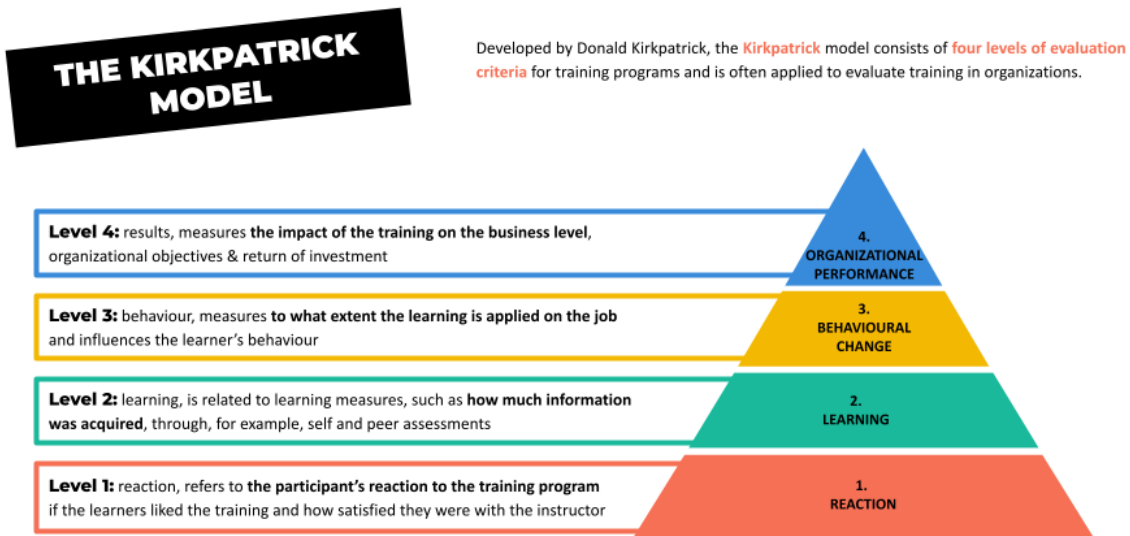 THE KIRKPATRICK
MODEL
Developed by Donald Kirkpatrick, the Kirkpatrick model consists of four levels of evaluation
criteria for training programs and is often applied to evaluate training in organizations.
Level 4: results, measures the impact of the training on the business level,
organizational objectives & return of investment
4.
ORGANIZATIONAL
PERFORMANCE
Level 3: behaviour, measures to what extent the learning is applied on the job
and influences the learner's behaviour
3.
BEHAVIOURAL
CHANGE
Level 2: learning, is related to learning measures, such as how much information
was acquired, through, for example, self and peer assessments
2.
LEARNING
Level 1: reaction, refers to the participant's reaction to the training program
if the learners liked the training and how satisfied they were with the instructor
1.
REACTION